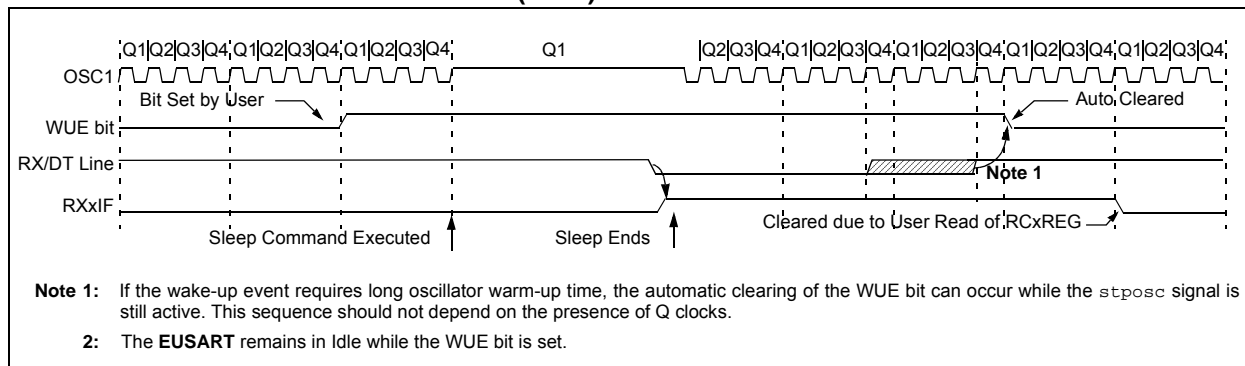 Q1|Q2|Q3|Q4 Q1|Q2|Q3|Q4 Q1|Q2|Q3|Q4 Q1 |Q2|Q3|Q4 Q1|Q2|Q3|Q4 Q1|Q2|Q3|Q4 Q1|Q2|Q3|Q4 Q1|Q2|Q3|Q4
OSC1
Bit Set by User
Auto Cleared
WUE bit
RX/DT Line
Note 1
RXxIF
Cleared due to User Read of RCxREG
Sleep Command Executed
Sleep Ends
Note 1: If the wake-up event requires long oscillator warm-up time, the automatic clearing of the WUE bit can occur while the stposc signal is
still active. This sequence should not depend on the presence of Q clocks.
2: The EUSART remains in Idle while the WUE bit is set.